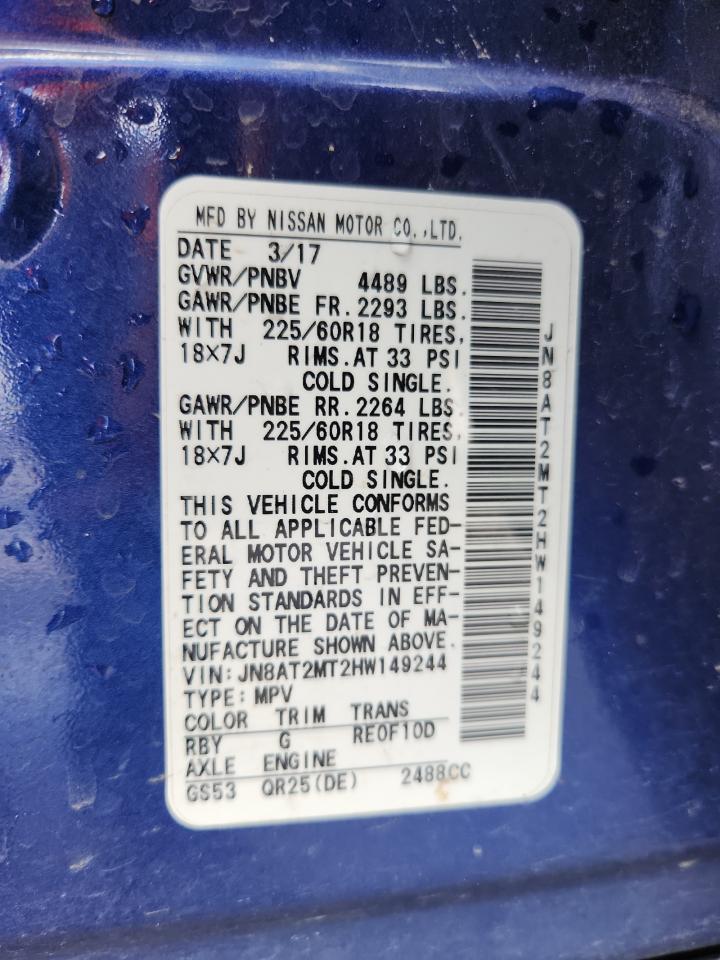 MFD BY NISSAN MOTOR CO.,LTD.
DATE 3/17
GVWR/PNBV 4489 LBS.
GAWR/PNBE FR. 2293 LBS.
WITH 225/60R18 TIRES,
18×7J RIMS.AT 33 PSI
COLD SINGLE.
GAWR/PNBE RR. 2264 LBS.
WITH 225/60R18 TIRES,
18×7J RIMS.AT 33 PSI
COLD SINGLE.
THIS VEHICLE CONFORMS
TO ALL APPLICABLE FED-
ERAL MOTOR VEHICLE SA-
FETY AND THEFT PREVEN-
TION STANDARDS IN EFF-
ECT ON THE DATE OF MA-
NUFACTURE SHOWN ABOVE.
VIN: JN8AT2MT2HW149244
TYPE: MPV
COLOR TRIM TRANS
RBY G RE0F10D
AXLE ENGINE
GS53 QR25(DE) 2488CC
JN8AT2MT2HW149244